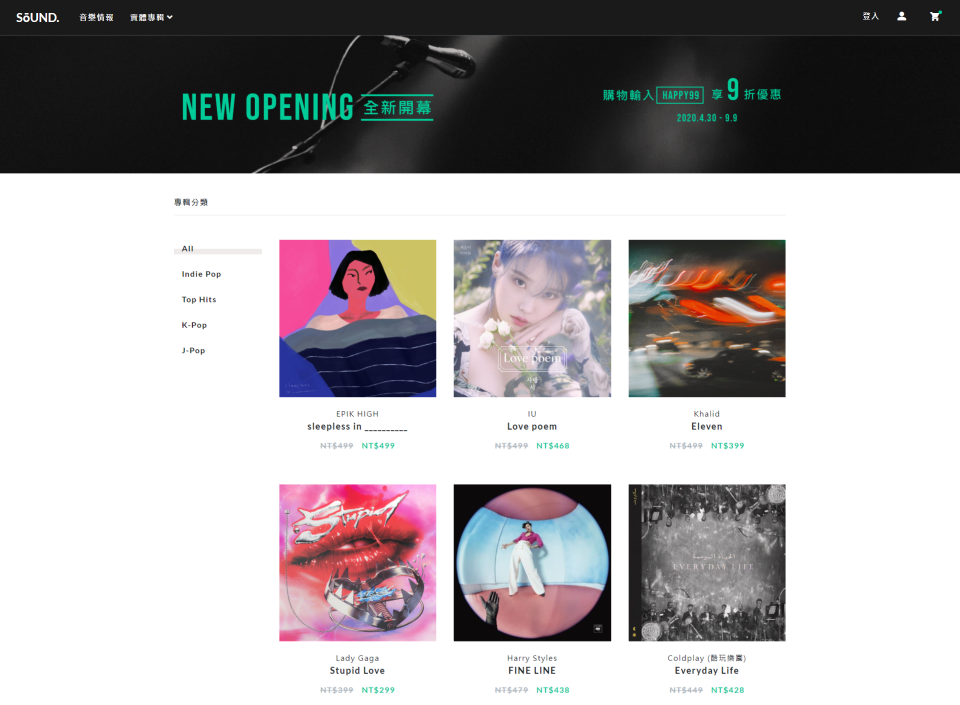 SōUND.
音樂情報
實體專輯
登入
NEW OPENING 全新開幕
購物輸入 HAPPY99 享 9 折優惠
2020.4.30 - 9.9
專輯分類
All
Indie Pop
Top Hits
K-Pop
J-Pop
Love poem
EPIK HIGH
sleepless in __________
NT$499 NT$499
IU
Love poem
NT$499 NT$468
Khalid
Eleven
NT$499 NT$399
Stupid
EVERYDAY LIFE
Lady Gaga
Stupid Love
NT$399 NT$299
Harry Styles
FINE LINE
NT$479 NT$438
Coldplay (酷玩樂團)
Everyday Life
NT$449 NT$428